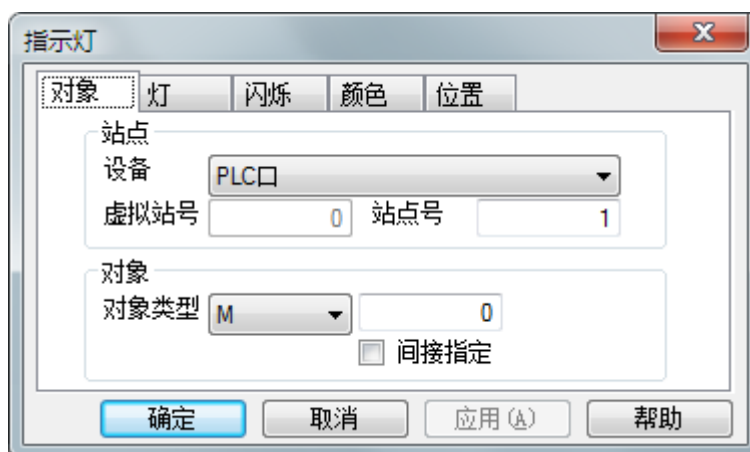 指示灯
对象 灯 闪烁 颜色 位置
站点
设备 PLC口
虚拟站号 0 站点号 1
对象
对象类型 M 0
间接指定
确定 取消 应用(A) 帮助